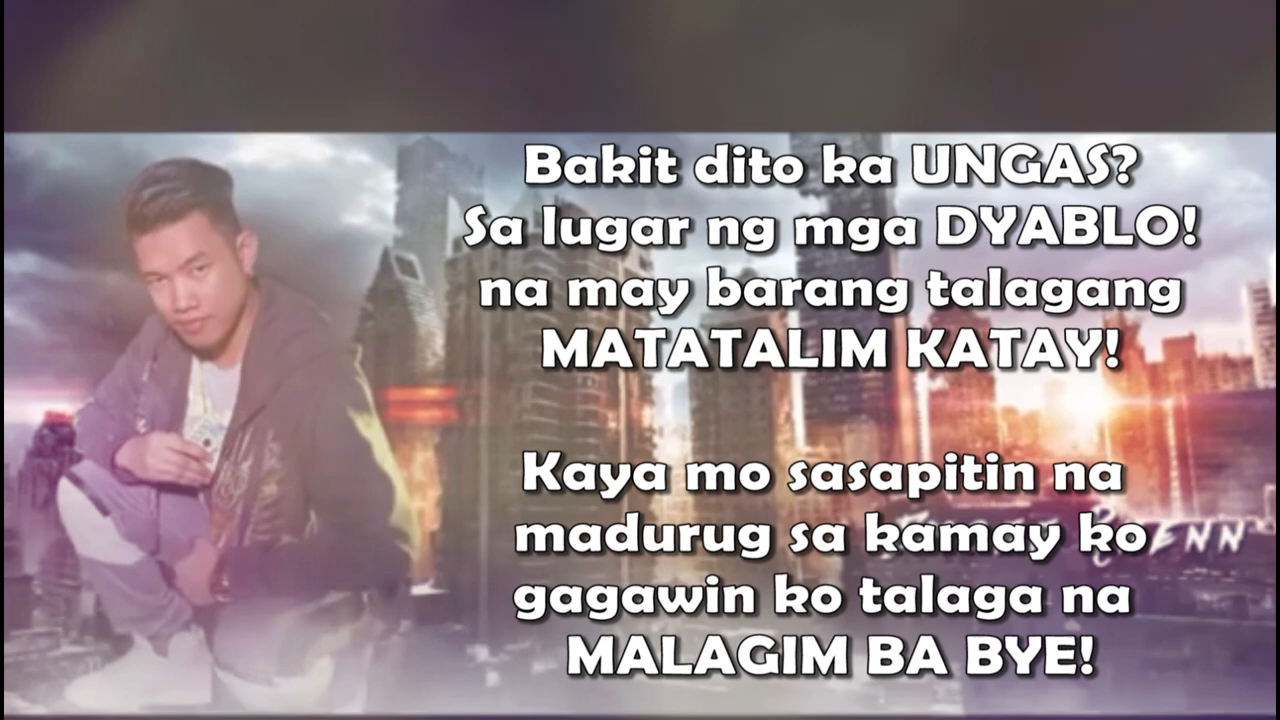 Bakit dito ka UNGAS?
Sa lugar ng mga DYABLO!
na may barang talagang
MATATALIM KATAY!
Kaya mo sasapitin na
madurug sa kamay ko
gagawin ko talaga na
MALAGIM BA BYE!